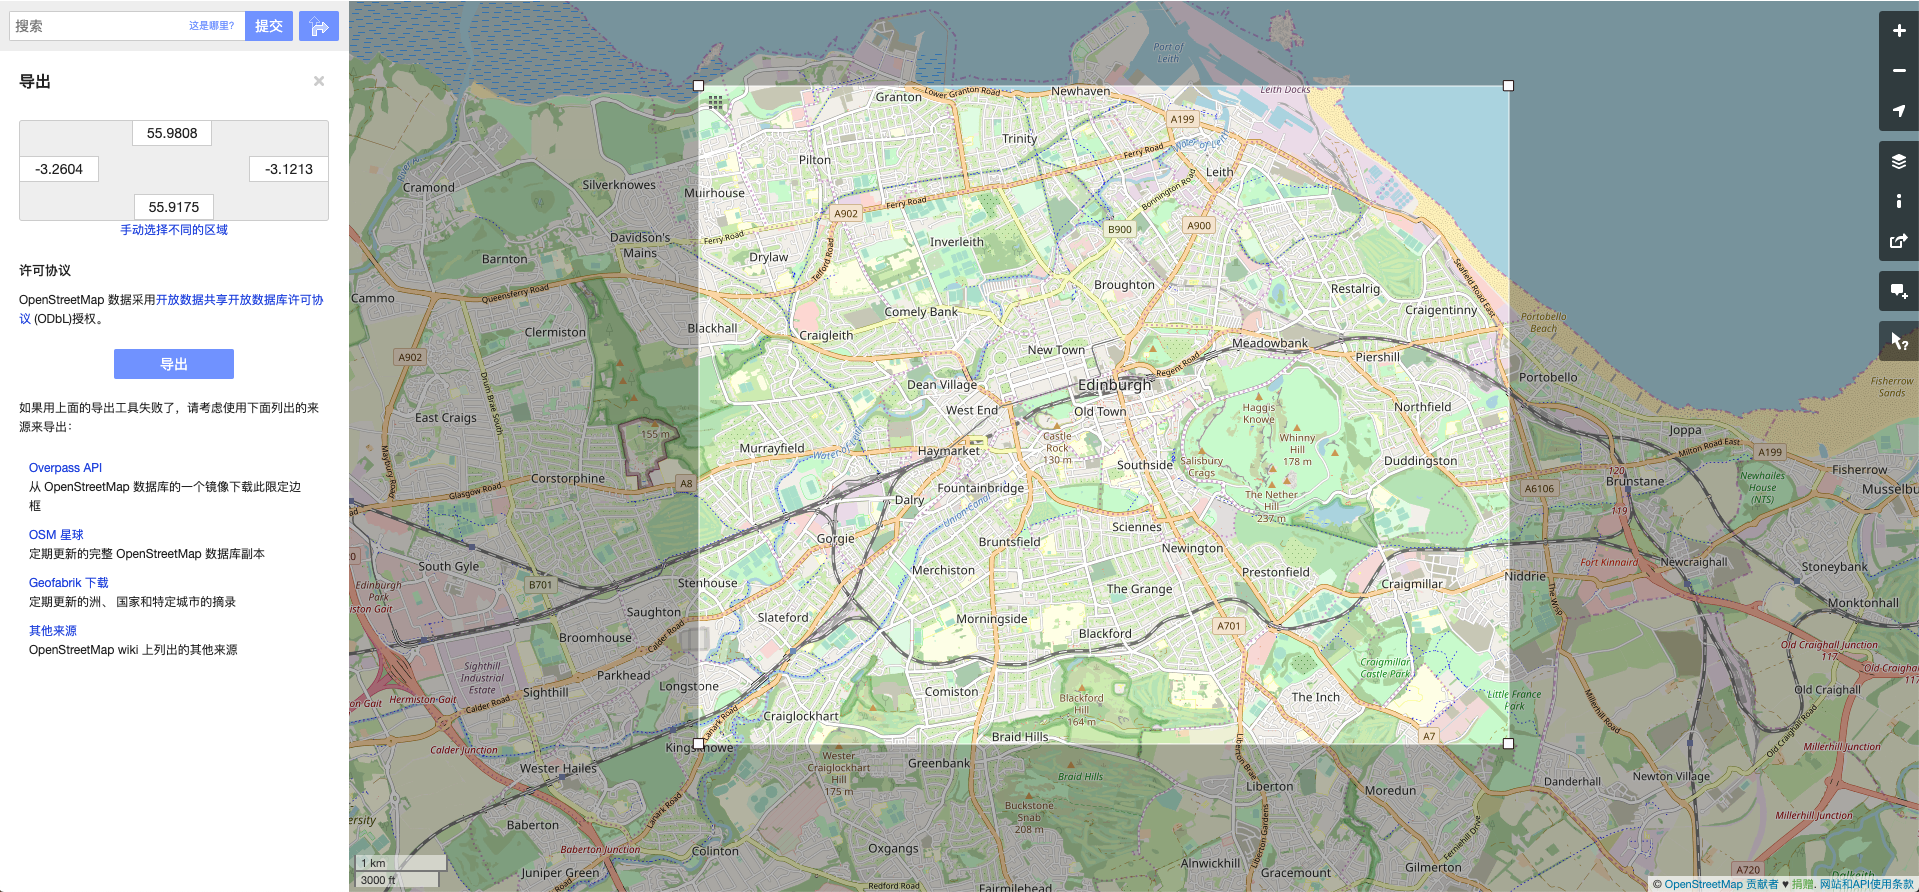 搜索
这是哪里?
提交
导出
×
55.9808
-3.2604
-3.1213
55.9175
手动选择不同的区域
许可协议
OpenStreetMap 数据采用开放数据共享开放数据库许可协
议 (ODbL)授权。
导出
如果用上面的导出工具失败了，请考虑使用下面列出的来
源来导出：
Overpass API
从 OpenStreetMap 数据库的一个镜像下载此限定边
框
OSM 星球
定期更新的完整 OpenStreetMap 数据库副本
Geofabrik 下载
定期更新的洲、国家和特定城市的摘录
其他来源
OpenStreetMap wiki 上列出的其他来源
Port of
Leith
Leith Docks
Granton
Lower Granton Road
Newhaven
A199
Trinity
Ferry Road
Water of Leith
Pilton
Leith
Cramond
River Almond
Silverknowes
Muirhouse
Ferry Road
Bonnington Road
A902
B900
A900
Davidson's
Mains
Ferry Road
Inverleith
Barnton
Drylaw
Telford Road
Seafield Road East
Cammo
Queensferry Road
Broughton
Restalrig
Comely Bank
Craigentinny
Clermiston
Blackhall
Craigleith
Portobello
Beach
A902
New Town
Meadowbank
Piershill
Regent Road
Drum Brae South
Dean Village
Edinburgh
Portobello
Fisherrow
Sands
East Craigs
West End
Old Town
Haggis
Knowe
Northfield
155 m
Castle
Rock
130 m
Whinny
Hill
178 m
Joppa
Maybury Road
Murrayfield
Water of Leith
Haymarket
Salisbury
Crags
Duddingston
Milton Road East
A199
Southside
Fisherrow
Corstorphine
A8
Glasgow Road
Dalry
Fountainbridge
The Nether
Hill
237 m
A6106
120
Brunstane
119
Newhailes
House
(NTS)
Musselbu
Union Canal
Gorgie
Bruntsfield
Sciennes
Newington
South Gyle
B701
Stenhouse
Merchiston
The Grange
Prestonfield
Craigmillar
Niddrie
Fort Kinnaird
Newcraighall
Stoneybank
Edinburgh
Park
The Wisp
Saughton
Slateford
Morningside
Blackford
A701
Monktonhall
Broomhouse
Calder Road
Old Craighall Junction
117
Sighthill
Industrial
Estate
Parkhead
Craigmillar
Castle Park
Hermiston Gait
Sighthill
Longstone
Comiston
Blackford
Hill
164 m
The Inch
Little France
Park
Old Craighall
Calder Road
Lanark Road
Craiglockhart
Millerhill Road
Kingsknowe
Braid Hills
A7
Calder Junction
Wester Hailes
Wester
Craiglockhart
Hill
175 m
Greenbank
Braid Hills
Liberton Brae
Liberton
Moredun
Danderhall
Newton Village
Old Craighall Road
Millerhill Junction
Lanark Road
Buckstone
Snab
208 m
Baberton
Baberton Junction
Colinton
Oxgangs
Liberton Gardens
Ferniehill Drive
Millerhill Junction
Juniper Green
Redford Road
Fairmilehead
Alnwickhill
Gracemount
Gilmerton
A720
Dalkeith
1 km
3000 ft
© OpenStreetMap 贡献者 ♥ 捐赠. 网站和API使用条款